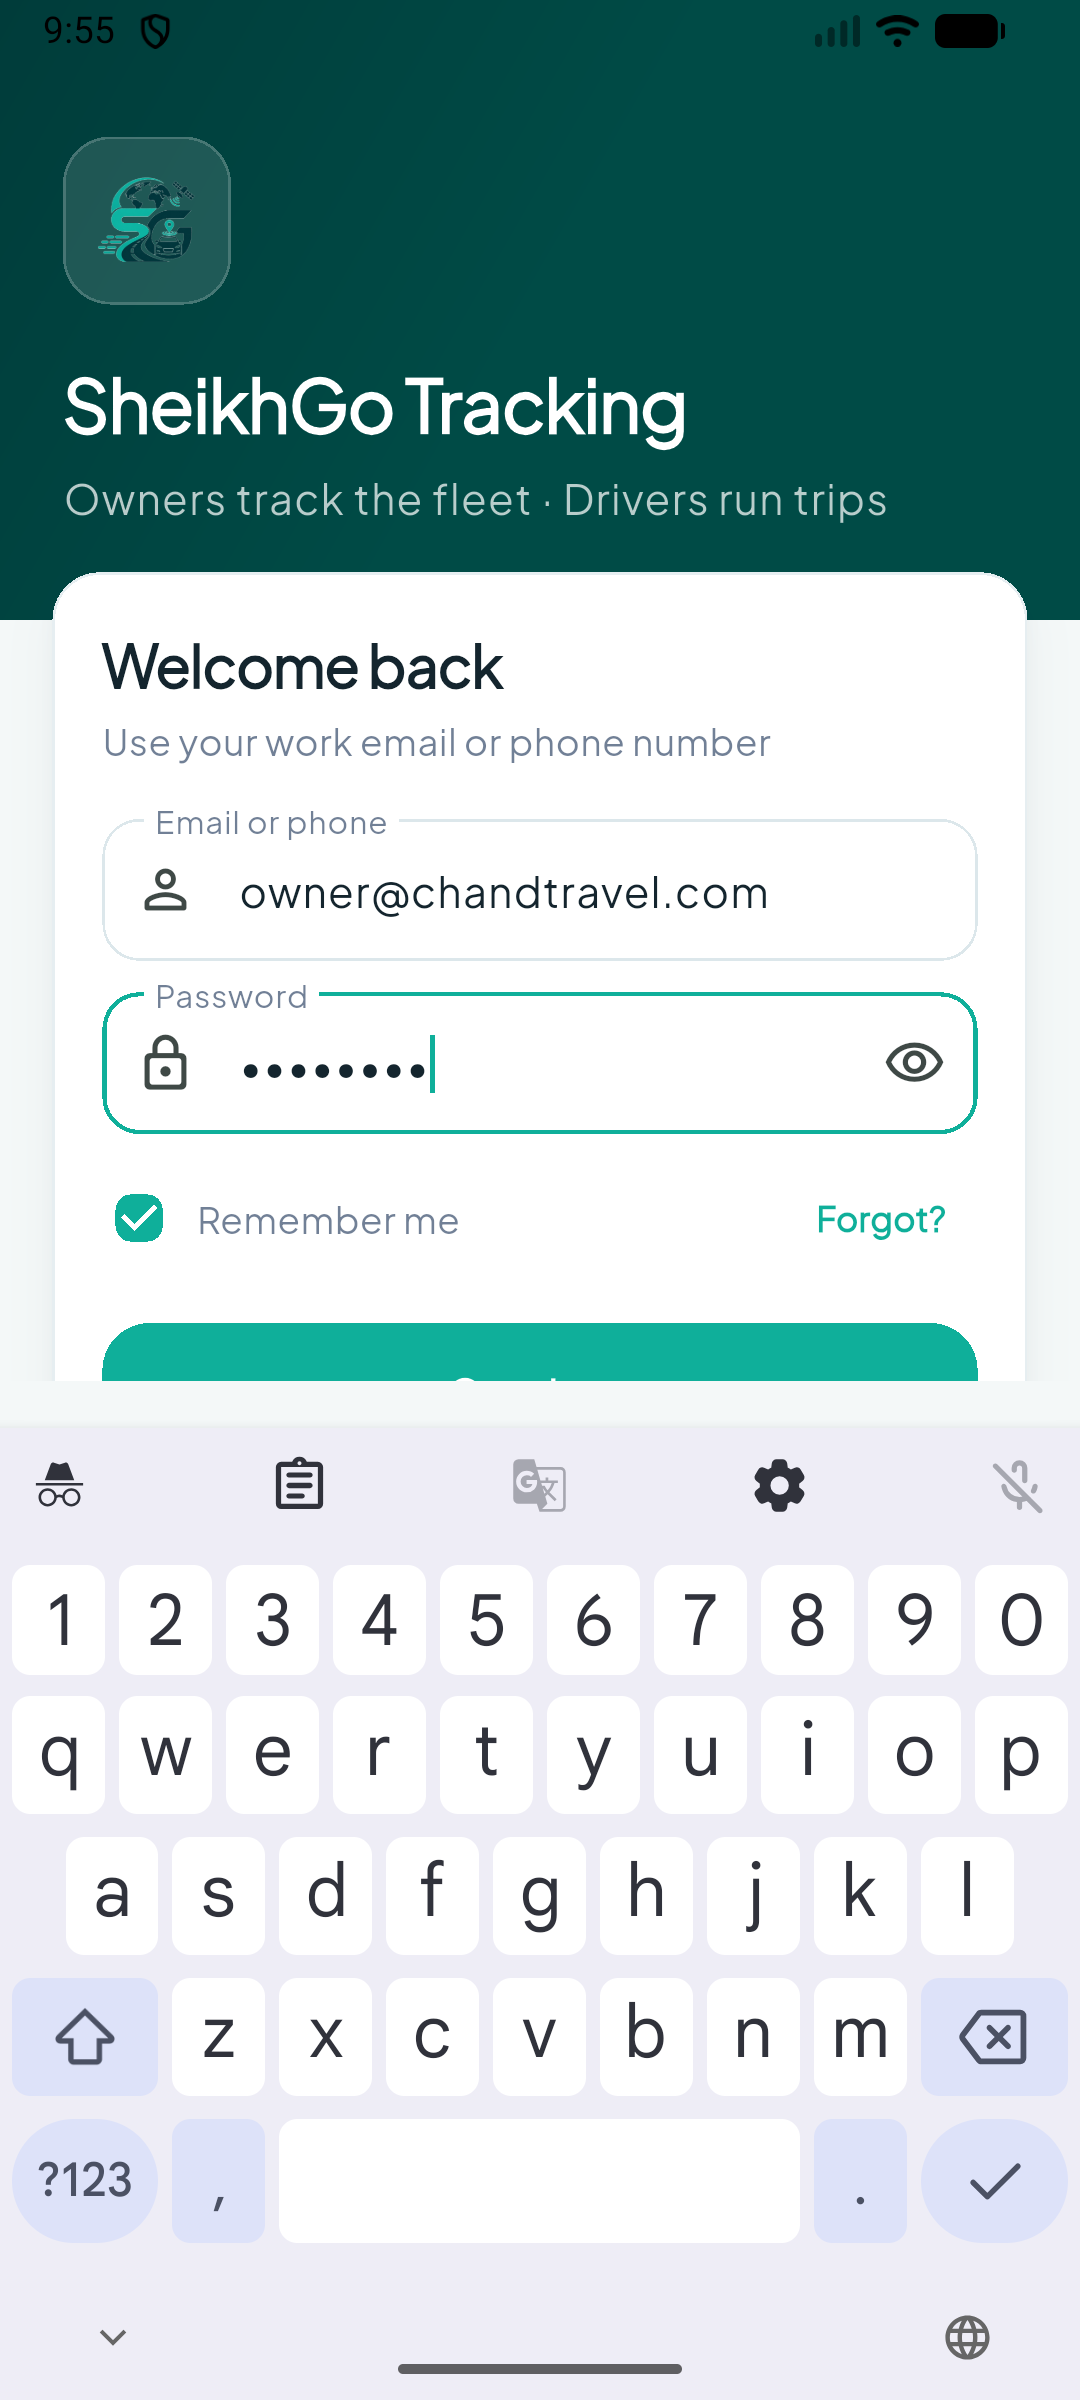 9:55
SG
SheikhGo Tracking
Owners track the fleet · Drivers run trips
Welcome back
Use your work email or phone number
Email or phone
owner@chandtravel.com
Password
••••••••
Remember me
Forgot?
1 2 3 4 5 6 7 8 9 0
q w e r t y u i o p
a s d f g h j k l
z x c v b n m
?123 , .